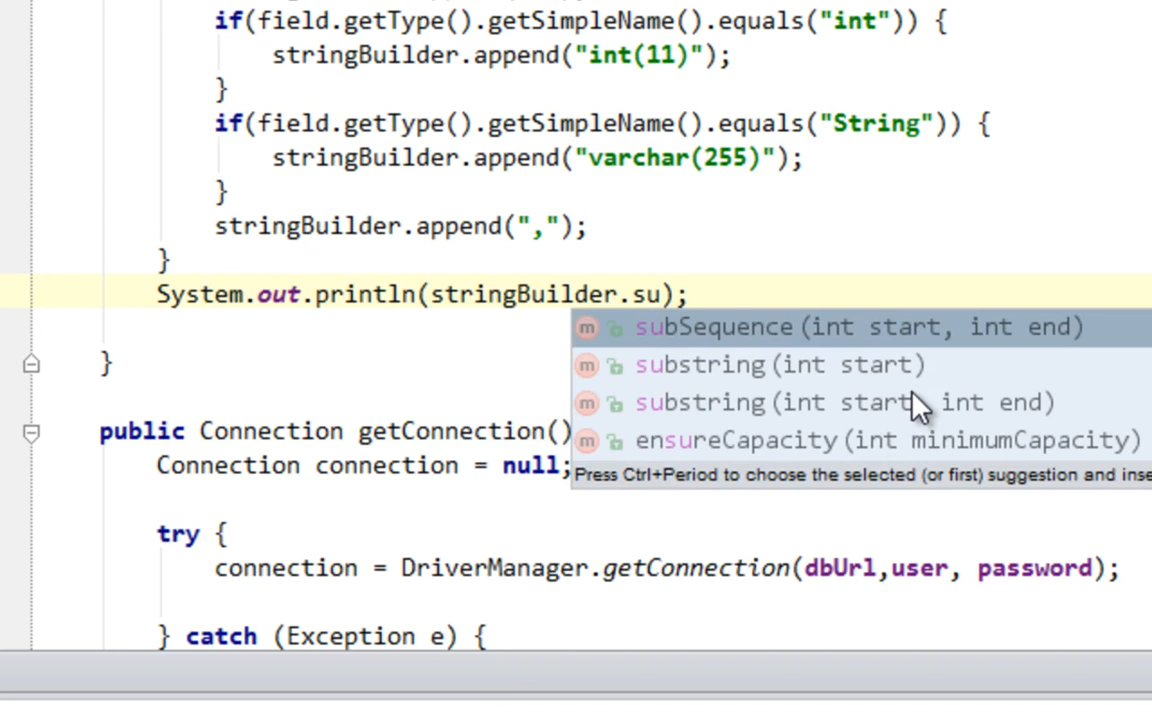 if(field.getType().getSimpleName().equals("int")) {
stringBuilder.append("int(11)");
}
if(field.getType().getSimpleName().equals("String")) {
stringBuilder.append("varchar(255)");
}
stringBuilder.append(",");
}
System.out.println(stringBuilder.su);
m subSequence(int start, int end)
m substring(int start)
m substring(int start, int end)
m ensureCapacity(int minimumCapacity)
Press Ctrl+Period to choose the selected (or first) suggestion and inse
}
public Connection getConnection()
Connection connection = null;
try {
connection = DriverManager.getConnection(dbUrl,user, password);
} catch (Exception e) {